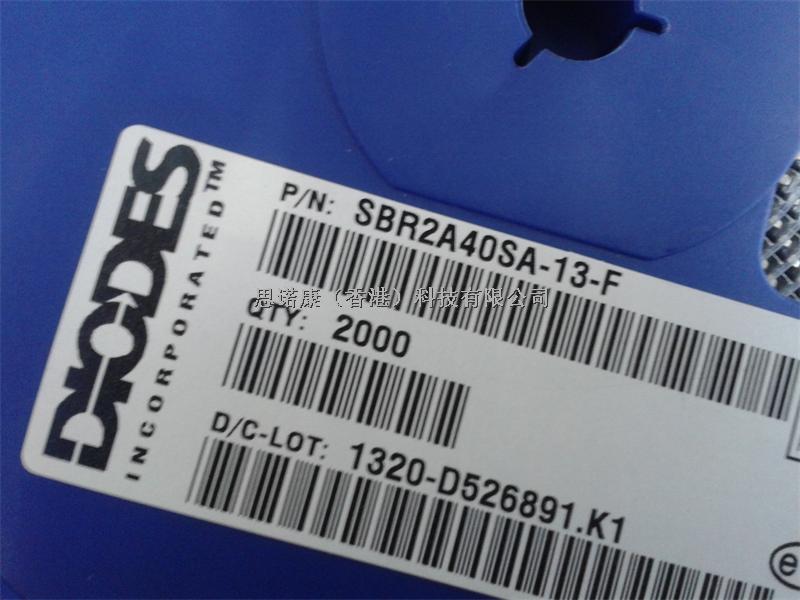 DIODES
INCORPORATED™
P/N: SBR2A40SA-13-F
思诺康（香港）科技有限公司
QTY: 2000
D/C-LOT: 1320-D526891.K1
e